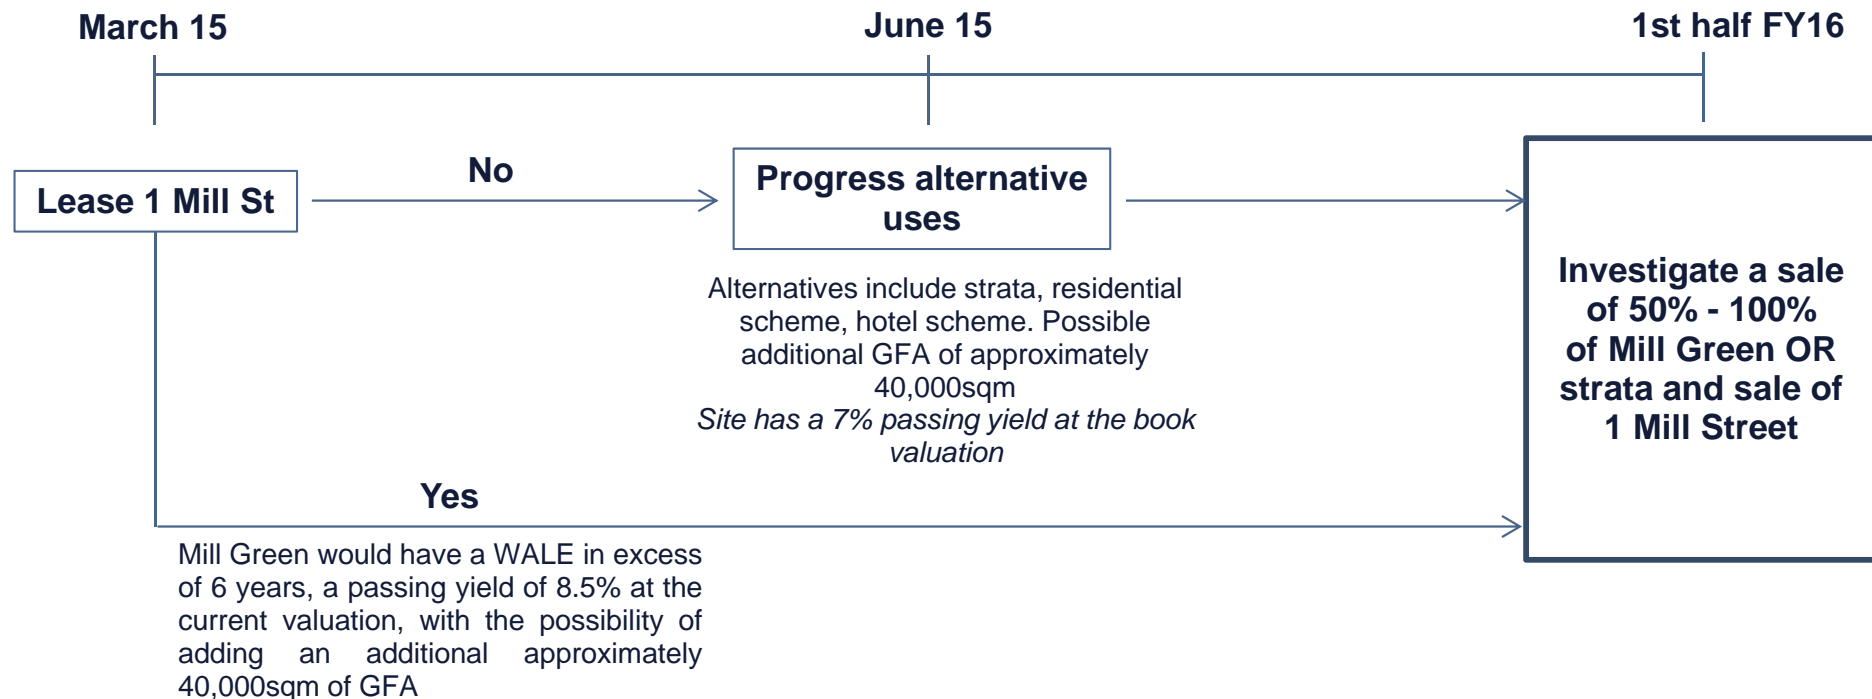 March 15
June 15
1st half FY16
Lease 1 Mill St
No
Progress alternative
uses
Alternatives include strata, residential
scheme, hotel scheme. Possible
additional GFA of approximately
40,000sqm
Site has a 7% passing yield at the book
valuation
Investigate a sale
of 50% - 100%
of Mill Green OR
strata and sale of
1 Mill Street
Yes
Mill Green would have a WALE in excess
of 6 years, a passing yield of 8.5% at the
current valuation, with the possibility of
adding an additional approximately
40,000sqm of GFA